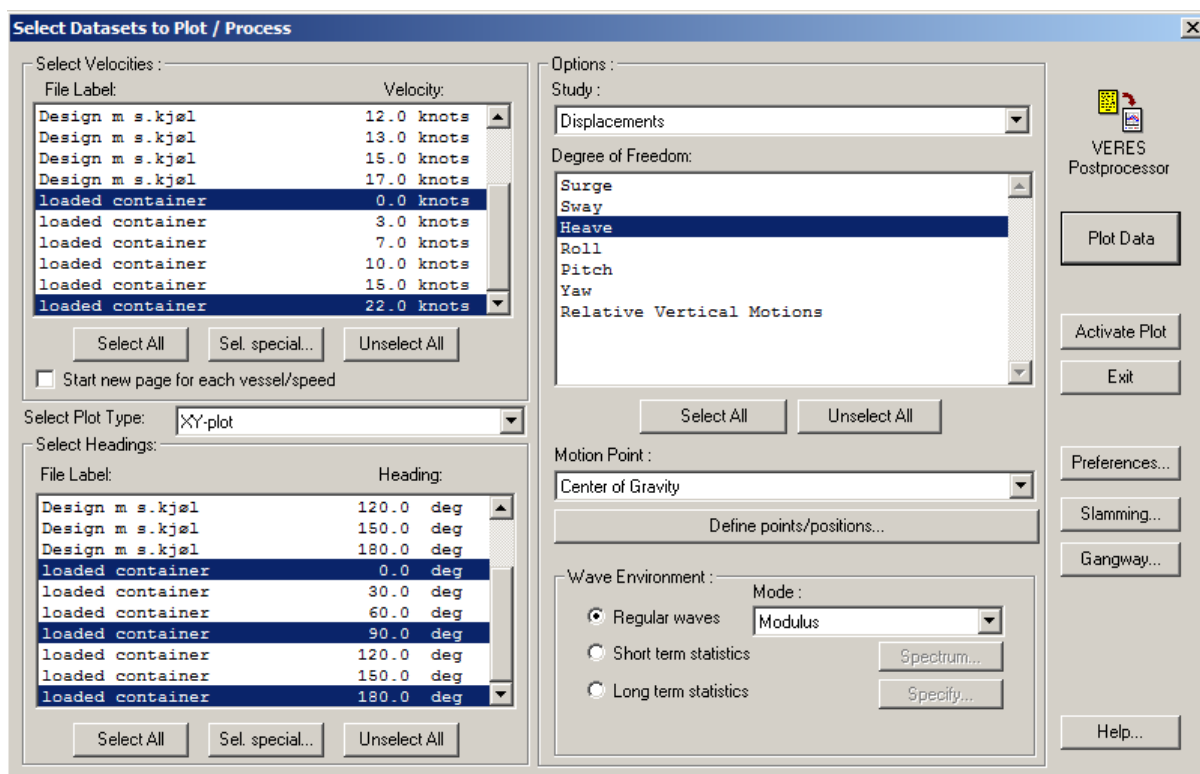 Select Datasets to Plot / Process
Select Velocities :
File Label: Velocity:
Design m s.kjøl 12.0 knots
Design m s.kjøl 13.0 knots
Design m s.kjøl 15.0 knots
Design m s.kjøl 17.0 knots
loaded container 0.0 knots
loaded container 3.0 knots
loaded container 7.0 knots
loaded container 10.0 knots
loaded container 15.0 knots
loaded container 22.0 knots
Select All Sel. special... Unselect All
Start new page for each vessel/speed
Select Plot Type: XY-plot
Select Headings:
File Label: Heading:
Design m s.kjøl 120.0 deg
Design m s.kjøl 150.0 deg
Design m s.kjøl 180.0 deg
loaded container 0.0 deg
loaded container 30.0 deg
loaded container 60.0 deg
loaded container 90.0 deg
loaded container 120.0 deg
loaded container 150.0 deg
loaded container 180.0 deg
Select All Sel. special... Unselect All
Options :
Study :
Displacements
Degree of Freedom:
Surge
Sway
Heave
Roll
Pitch
Yaw
Relative Vertical Motions
Select All Unselect All
Motion Point :
Center of Gravity
Define points/positions...
Wave Environment :
Mode :
Regular waves Modulus
Short term statistics Spectrum...
Long term statistics Specify...
VERES
Postprocessor
Plot Data
Activate Plot
Exit
Preferences...
Slamming...
Gangway...
Help...